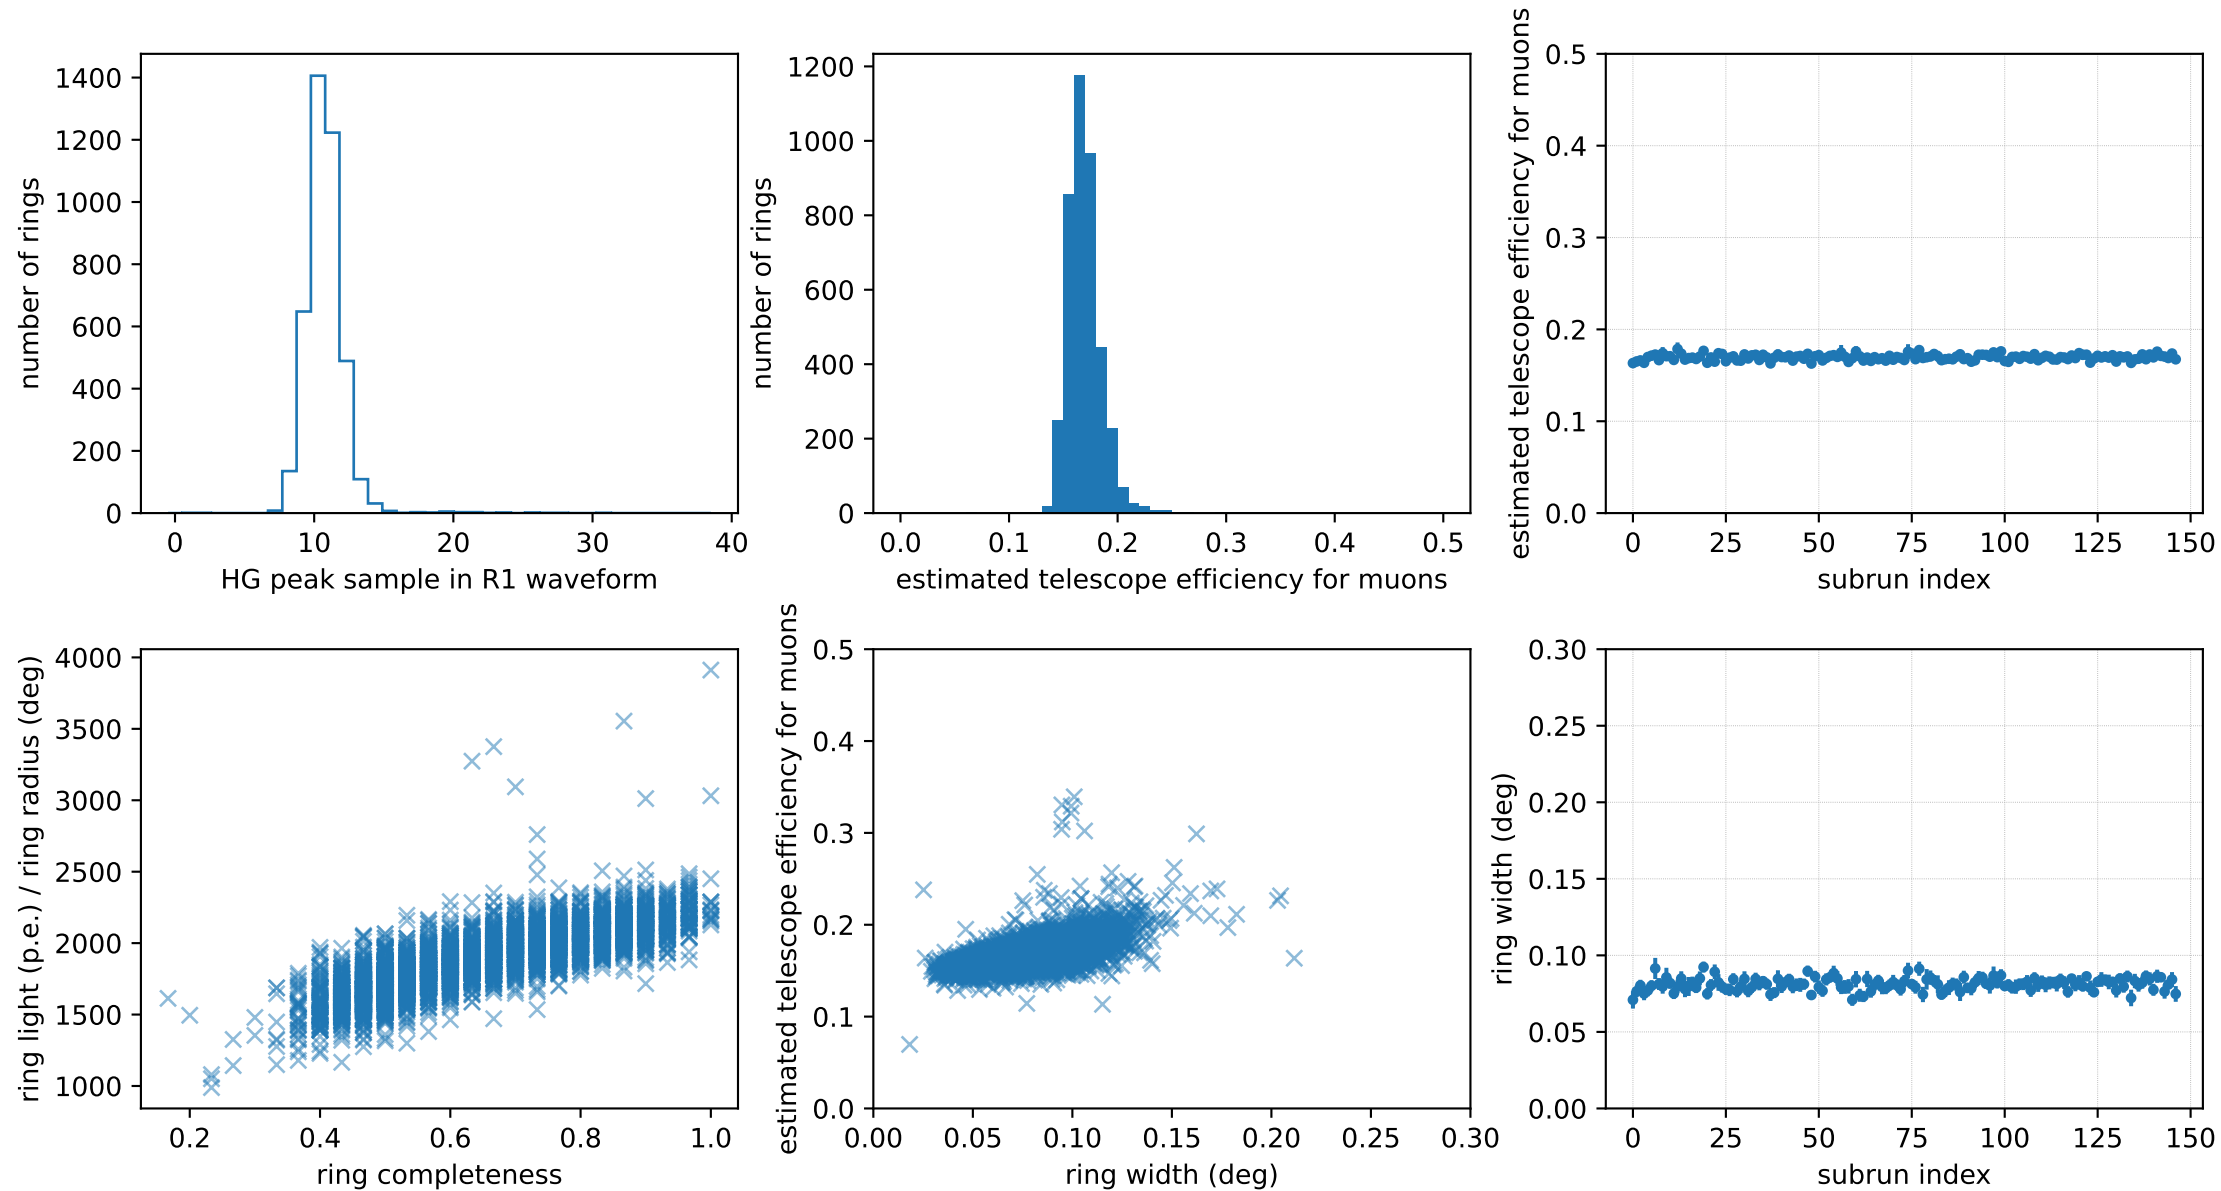 number of rings
1400
1200
1000
800
600
400
200
0
0 10 20 30 40
HG peak sample in R1 waveform
number of rings
1200
1000
800
600
400
200
0
0.0 0.1 0.2 0.3 0.4 0.5
estimated telescope efficiency for muons
estimated telescope efficiency for muons
0.5
0.4
0.3
0.2
0.1
0.0
0 25 50 75 100 125 150
subrun index
ring light (p.e.) / ring radius (deg)
4000
3500
3000
2500
2000
1500
1000
0.2 0.4 0.6 0.8 1.0
ring completeness
estimated telescope efficiency for muons
0.5
0.4
0.3
0.2
0.1
0.0
0.00 0.05 0.10 0.15 0.20 0.25 0.30
ring width (deg)
ring width (deg)
0.30
0.25
0.20
0.15
0.10
0.05
0.00
0 25 50 75 100 125 150
subrun index